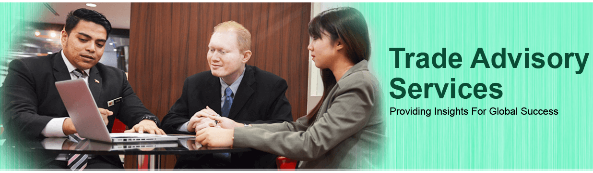 Trade Advisory
Services
Providing Insights For Global Success